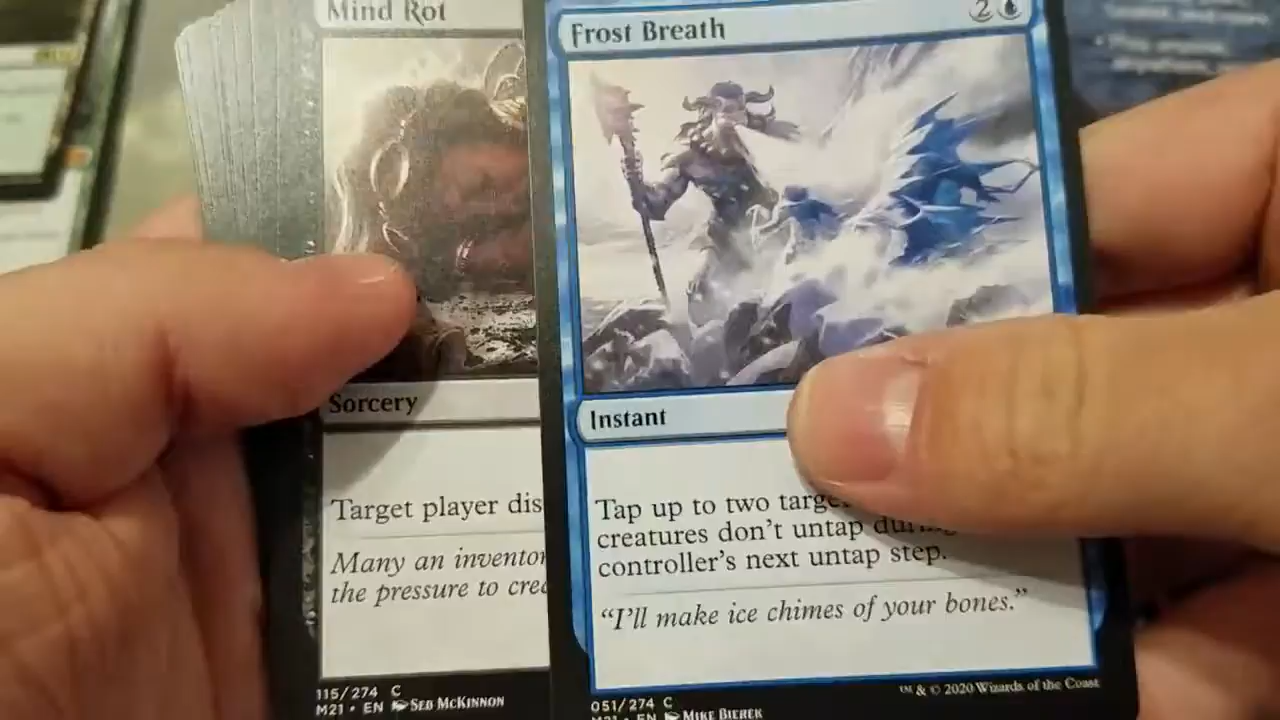 Mind Rot
Sorcery
Target player dis
Many an inventor
the pressure to crea
115/274 C
M21 • EN SEB MCKINNON
Frost Breath
2
Instant
Tap up to two targe
creatures don't untap during
controller's next untap step.
"I'll make ice chimes of your bones."
051/274 C
M21 • EN MIKE BIEREK
™ & © 2020 Wizards of the Coast